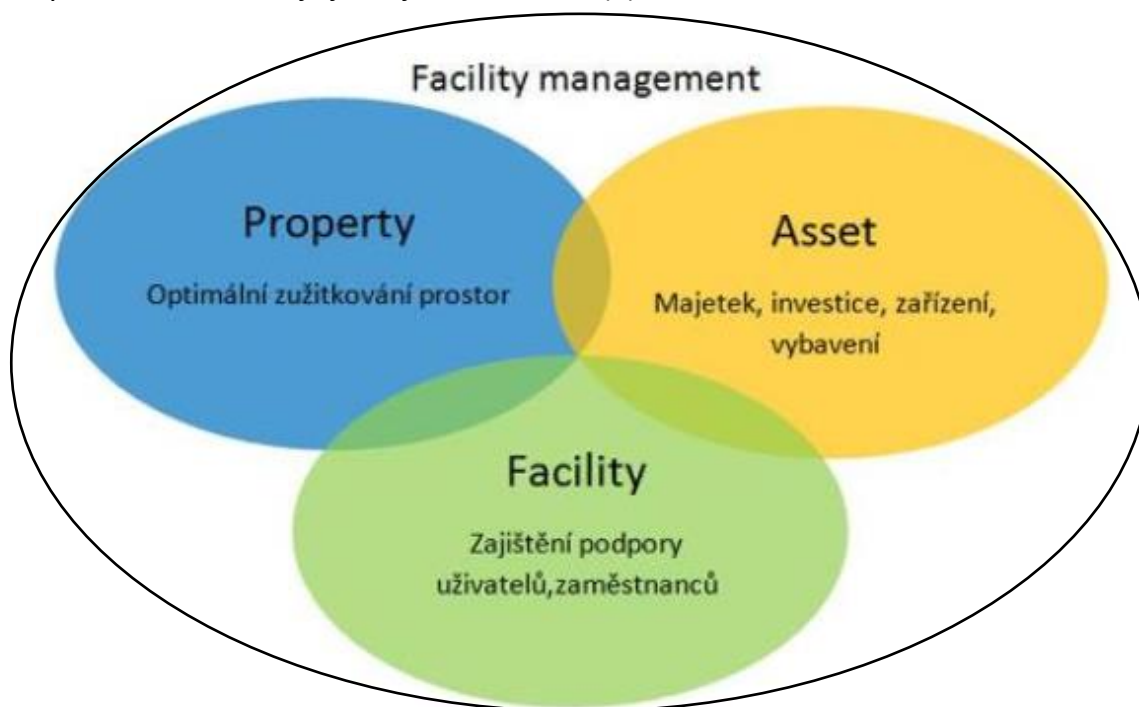 Facility management
Property
Optimální zužitkování prostor
Asset
Majetek, investice, zařízení,
vybavení
Facility
Zajištění podpory
uživatelů,zaměstnanců